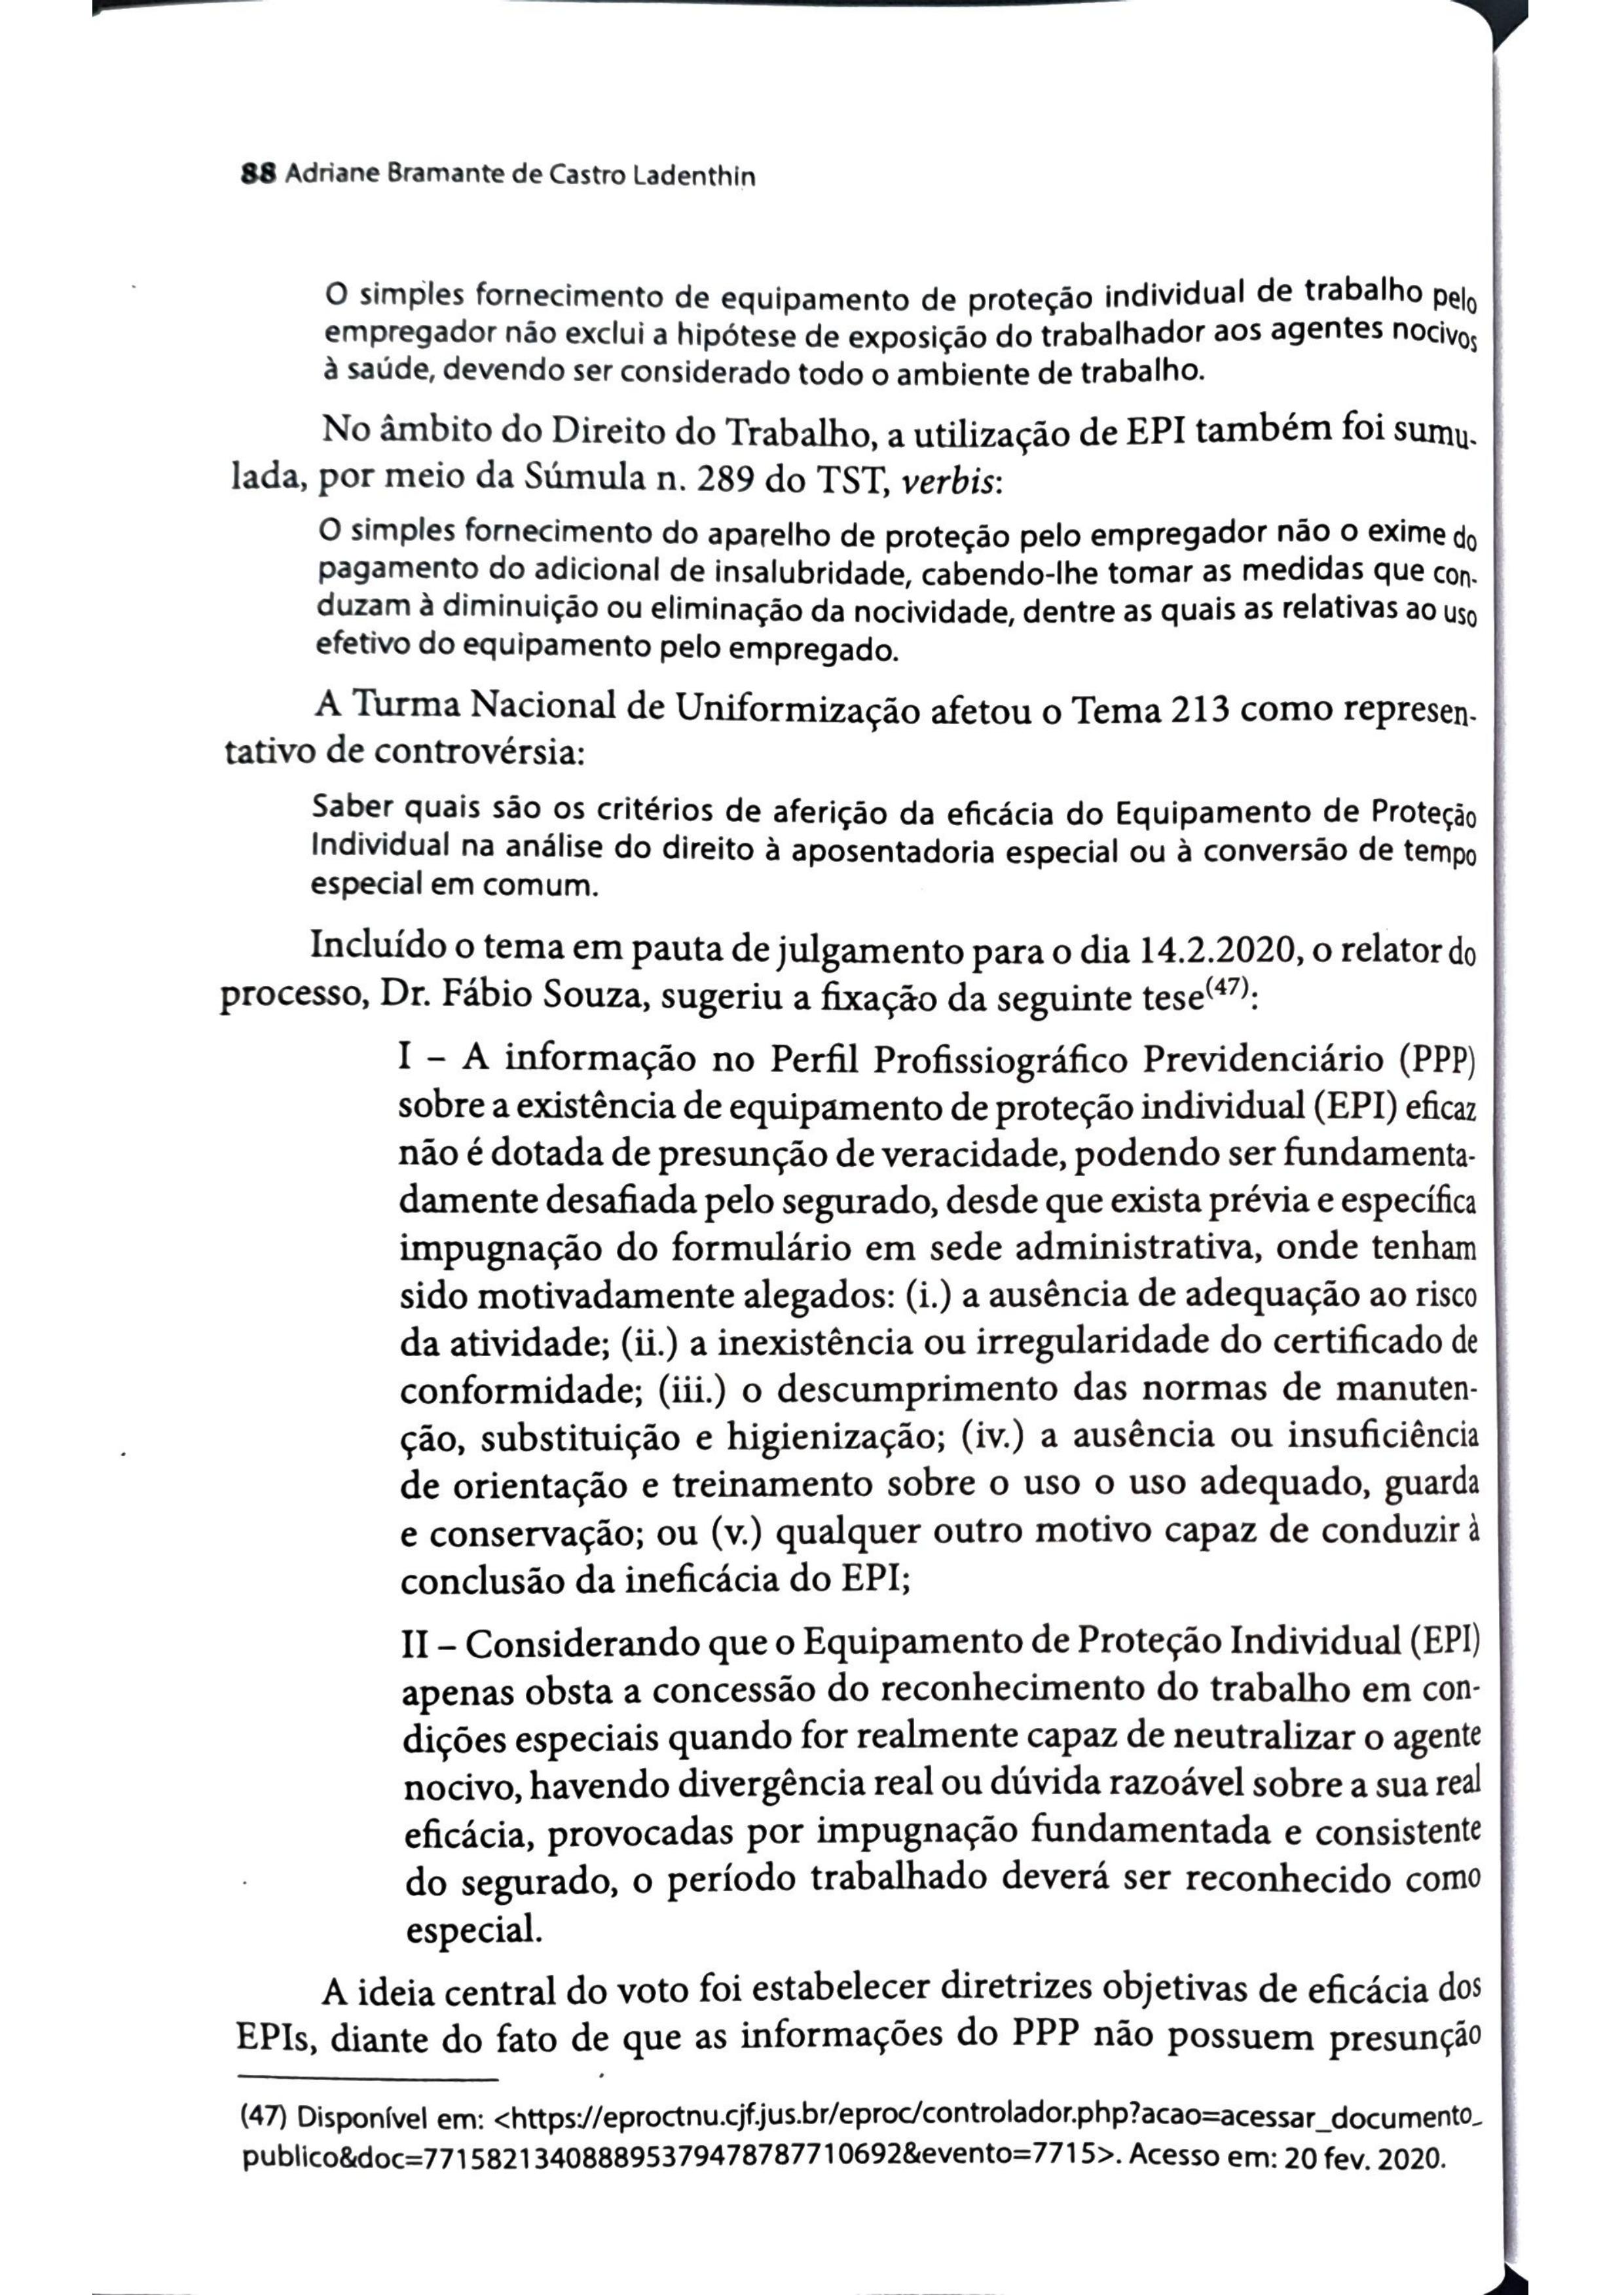 88 Adriane Bramante de Castro Ladenthin
O simples fornecimento de equipamento de proteção individual de trabalho pelo
empregador não exclui a hipótese de exposição do trabalhador aos agentes nocivos
à saúde, devendo ser considerado todo o ambiente de trabalho.
No âmbito do Direito do Trabalho, a utilização de EPI também foi sumu-
lada, por meio da Súmula n. 289 do TST, verbis:
O simples fornecimento do aparelho de proteção pelo empregador não o exime do
pagamento do adicional de insalubridade, cabendo-lhe tomar as medidas que con-
duzam à diminuição ou eliminação da nocividade, dentre as quais as relativas ao uso
efetivo do equipamento pelo empregado.
A Turma Nacional de Uniformização afetou o Tema 213 como represen-
tativo de controvérsia:
Saber quais são os critérios de aferição da eficácia do Equipamento de Proteção
Individual na análise do direito à aposentadoria especial ou à conversão de tempo
especial em comum.
Incluído o tema em pauta de julgamento para o dia 14.2.2020, o relator do
processo, Dr. Fábio Souza, sugeriu a fixação da seguinte tese(47):
I – A informação no Perfil Profissiográfico Previdenciário (PPP)
sobre a existência de equipamento de proteção individual (EPI) eficaz
não é dotada de presunção de veracidade, podendo ser fundamenta-
damente desafiada pelo segurado, desde que exista prévia e específica
impugnação do formulário em sede administrativa, onde tenham
sido motivadamente alegados: (i.) a ausência de adequação ao risco
da atividade; (ii.) a inexistência ou irregularidade do certificado de
conformidade; (iii.) o descumprimento das normas de manuten-
ção, substituição e higienização; (iv.) a ausência ou insuficiência
de orientação e treinamento sobre o uso o uso adequado, guarda
e conservação; ou (v.) qualquer outro motivo capaz de conduzir à
conclusão da ineficácia do EPI;
II – Considerando que o Equipamento de Proteção Individual (EPI)
apenas obsta a concessão do reconhecimento do trabalho em con-
dições especiais quando for realmente capaz de neutralizar o agente
nocivo, havendo divergência real ou dúvida razoável sobre a sua real
eficácia, provocadas por impugnação fundamentada e consistente
do segurado, o período trabalhado deverá ser reconhecido como
especial.
A ideia central do voto foi estabelecer diretrizes objetivas de eficácia dos
EPIs, diante do fato de que as informações do PPP não possuem presunção
(47) Disponível em: <https://eproctnu.cjf.jus.br/eproc/controlador.php?acao=acessar_documento_
publico&doc=771582134088895379478787710692&evento=7715>. Acesso em: 20 fev. 2020.